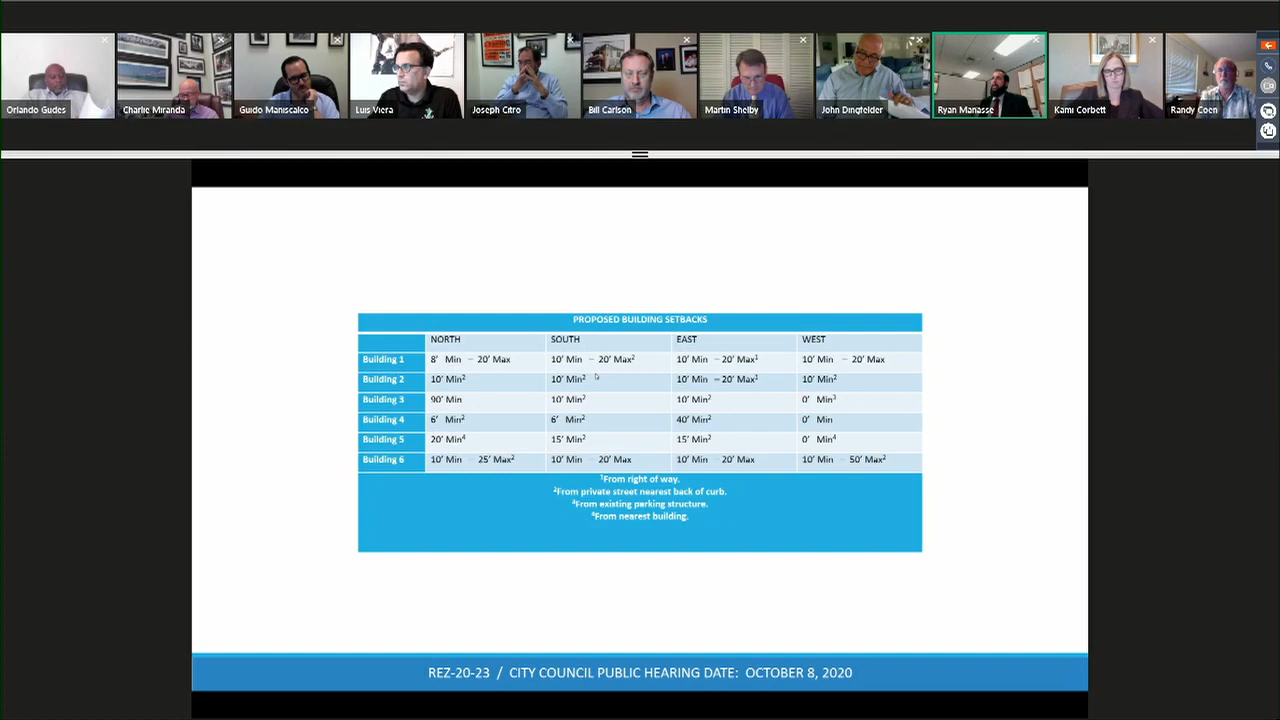 Orlando Gudes
Charlie Miranda
Guido Maniscalco
Luis Viera
Joseph Citro
Bill Carlson
Martin Shelby
John Dingfelder
Ryan Manasse
Kami Corbett
Randy Coen
PROPOSED BUILDING SETBACKS
NORTH SOUTH EAST WEST
Building 1 8' Min – 20' Max 10' Min – 20' Max² 10' Min – 20' Max¹ 10' Min – 20' Max
Building 2 10' Min² 10' Min² 10' Min – 20' Max¹ 10' Min²
Building 3 90' Min 10' Min² 10' Min² 0' Min³
Building 4 6' Min² 6' Min² 40' Min² 0' Min
Building 5 20' Min⁴ 15' Min² 15' Min² 0' Min⁴
Building 6 10' Min – 25' Max² 10' Min – 20' Max 10' Min – 20' Max 10' Min – 50' Max²
¹From right of way.
²From private street nearest back of curb.
³From existing parking structure.
⁴From nearest building.
REZ-20-23 / CITY COUNCIL PUBLIC HEARING DATE: OCTOBER 8, 2020